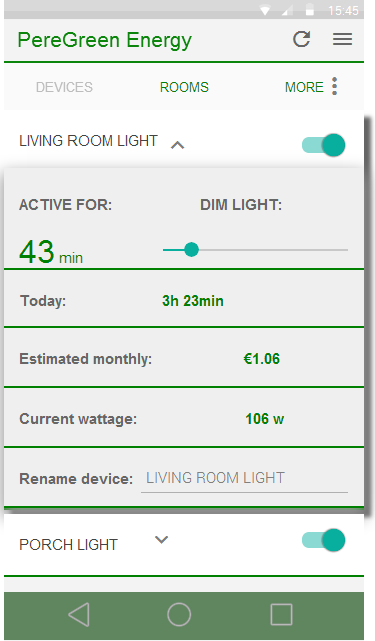 15:45
PereGreen Energy
DEVICES ROOMS MORE
LIVING ROOM LIGHT
ACTIVE FOR: DIM LIGHT:
43 min
Today: 3h 23min
Estimated monthly: €1.06
Current wattage: 106 w
Rename device: LIVING ROOM LIGHT
PORCH LIGHT